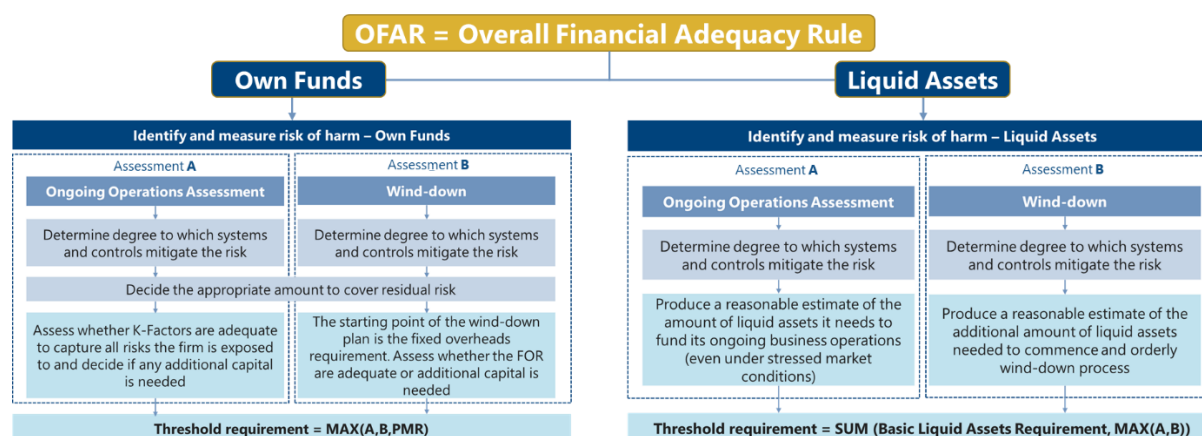 OFAR = Overall Financial Adequacy Rule
Own Funds
Liquid Assets
Identify and measure risk of harm – Own Funds
Assessment A
Ongoing Operations Assessment
Determine degree to which systems
and controls mitigate the risk
Assessment B
Wind-down
Determine degree to which systems
and controls mitigate the risk
Decide the appropriate amount to cover residual risk
Assess whether K-Factors are adequate
to capture all risks the firm is exposed
to and decide if any additional capital
is needed
The starting point of the wind-down
plan is the fixed overheads
requirement. Assess whether the FOR
are adequate or additional capital is
needed
Threshold requirement = MAX(A,B,PMR)
Identify and measure risk of harm – Liquid Assets
Assessment A
Ongoing Operations Assessment
Determine degree to which systems
and controls mitigate the risk
Produce a reasonable estimate of the
amount of liquid assets it needs to
fund its ongoing business operations
(even under stressed market
conditions)
Assessment B
Wind-down
Determine degree to which systems
and controls mitigate the risk
Produce a reasonable estimate of the
additional amount of liquid assets
needed to commence and orderly
wind-down process
Threshold requirement = SUM (Basic Liquid Assets Requirement, MAX(A,B))